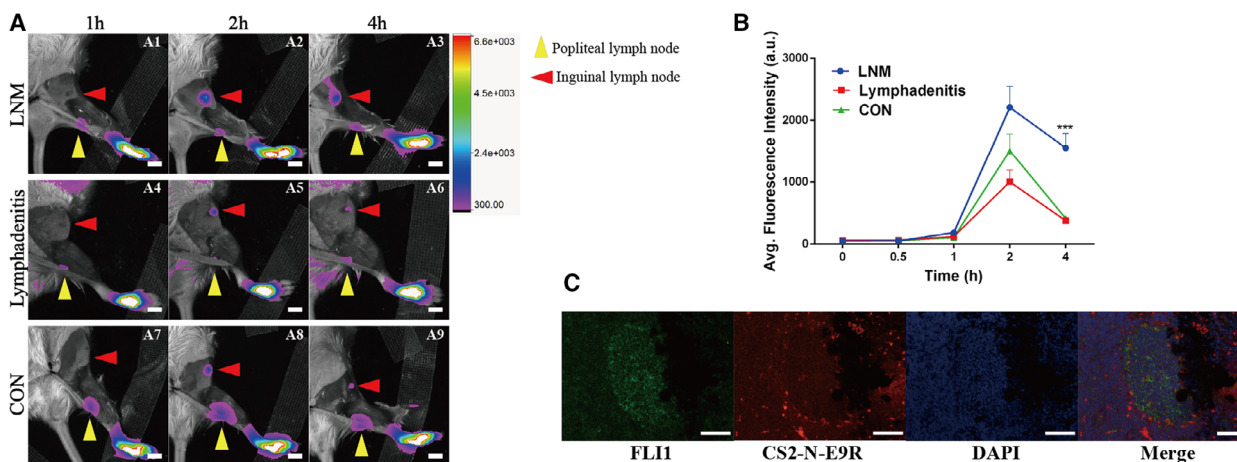 A
1h 2h 4h
LNM
A1 A2 A3
6.6e+003
4.5e+003
2.4e+003
300.00
Popliteal lymph node
Inguinal lymph node
Lymphadenitis
A4 A5 A6
CON
A7 A8 A9
B
Avg. Fluorescence Intensity (a.u.)
3000
2000
1000
0
LNM
Lymphadenitis
CON
***
0 0.5 1 2 4
Time (h)
C
FLI1 CS2-N-E9R DAPI Merge